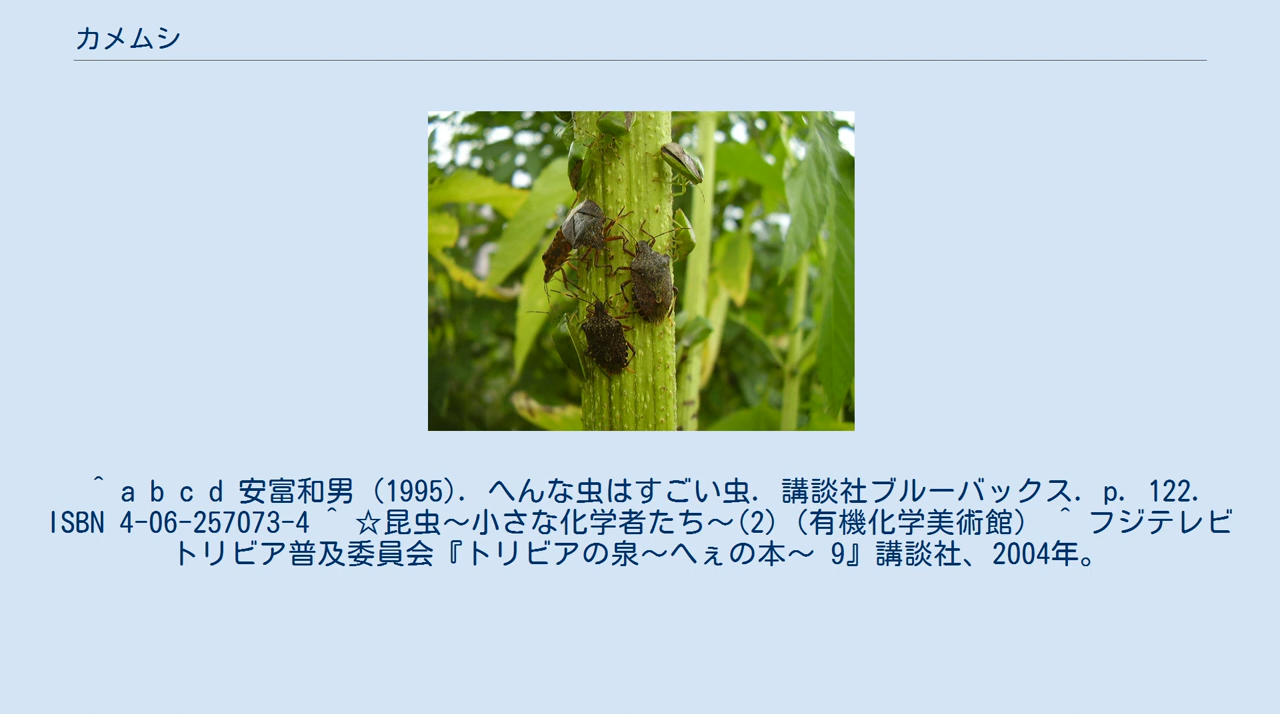 カメムシ
^ a b c d 安富和男 (1995). へんな虫はすごい虫. 講談社ブルーバックス. p. 122.
ISBN 4-06-257073-4 ^ ☆昆虫～小さな化学者たち～(2) (有機化学美術館) ^ フジテレビ
トリビア普及委員会『トリビアの泉～へぇの本～ 9』講談社、2004年。